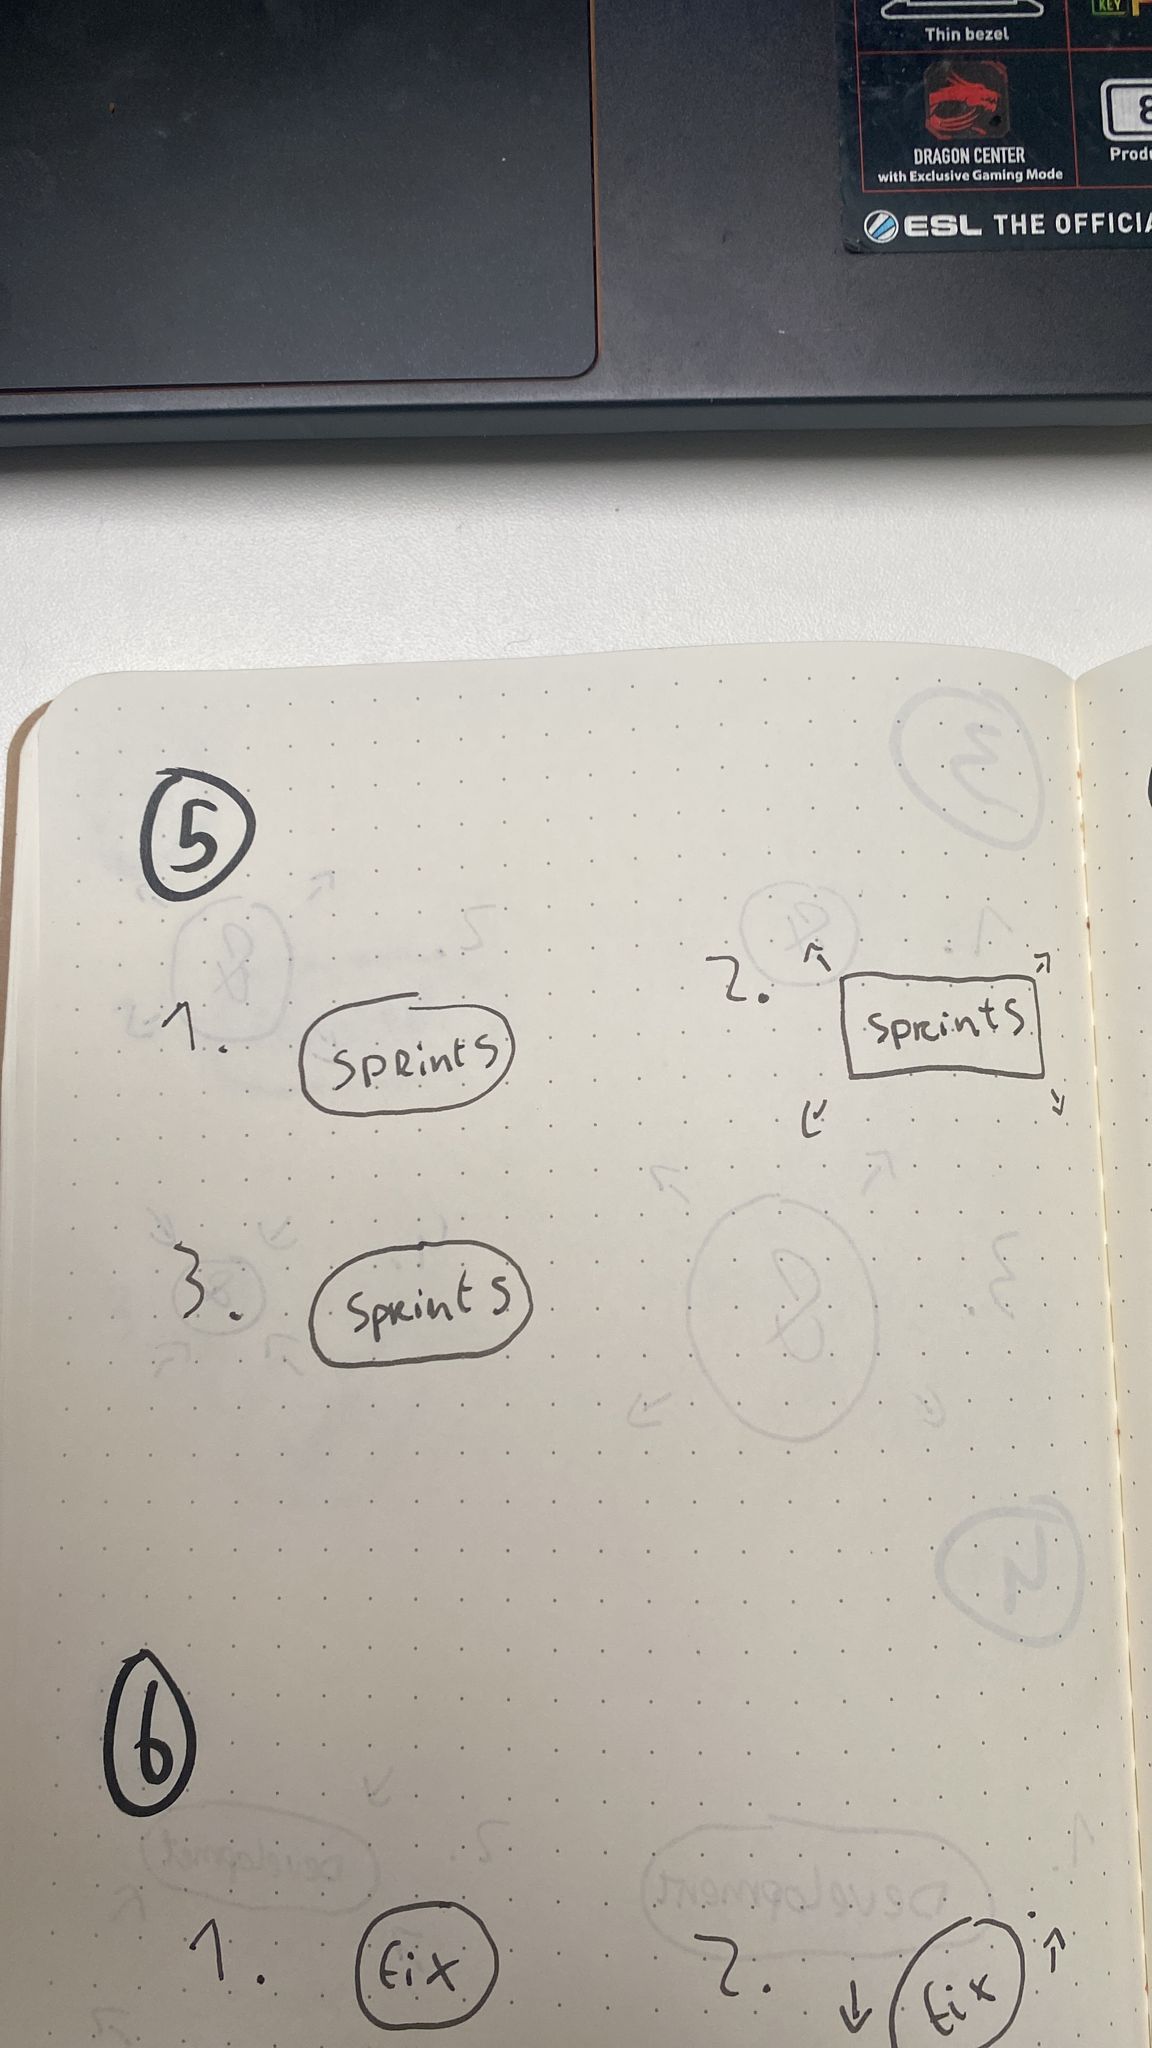 Thin bezel
KEY
DRAGON CENTER
with Exclusive Gaming Mode
8
ESL THE OFFICIA
5
1. Sprints
2. Sprints
3. Sprints
6
1. fix
2. fix